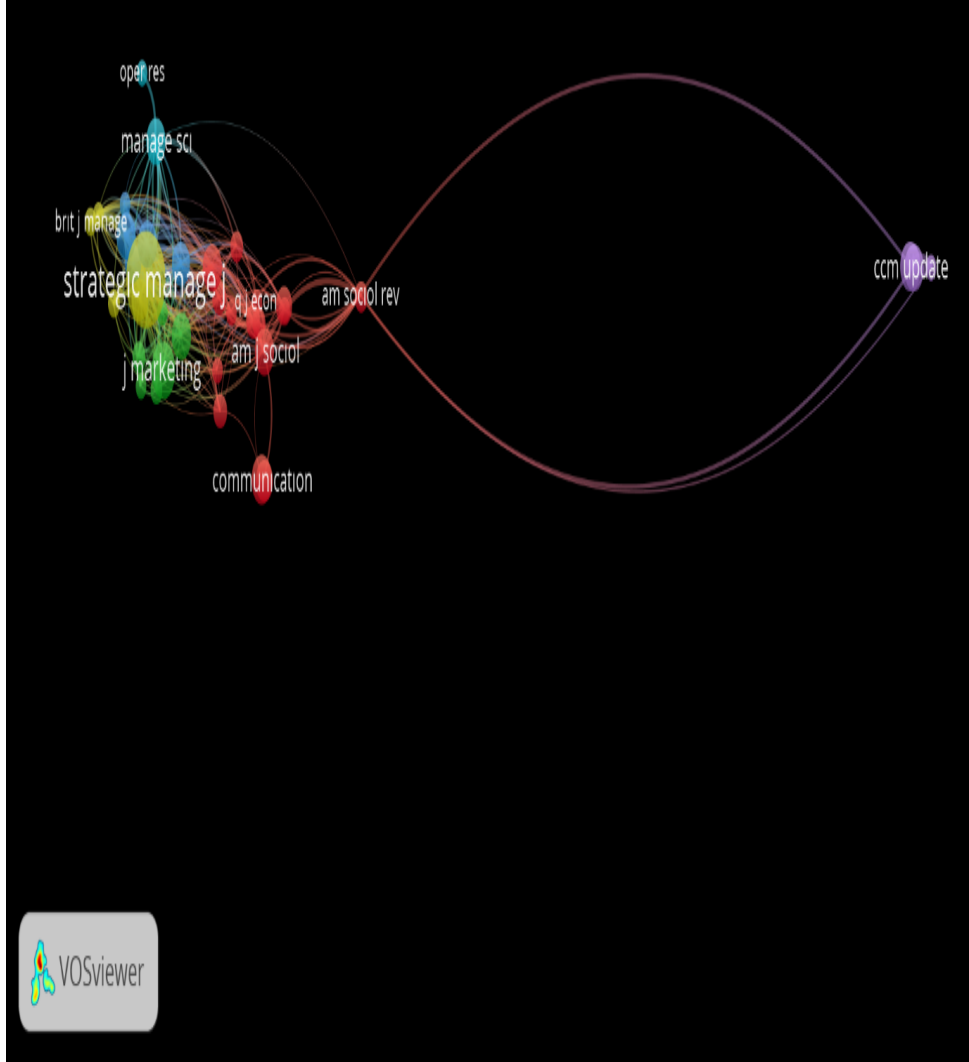 oper res
manage sci
brit j manage
strategic manage j
q j econ
am sociol rev
ccm update
am j sociol
j marketing
communication
VOSviewer